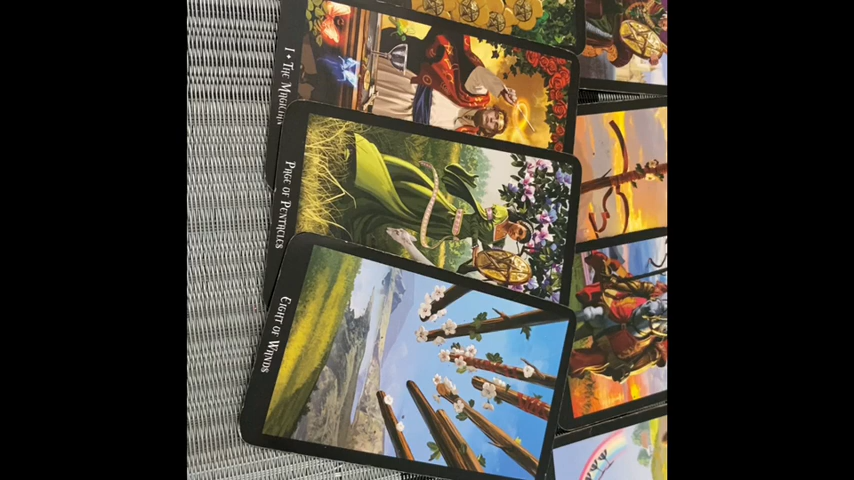 I • THE MAGICIAN
PAGE OF PENTACLES
EIGHT OF WANDS